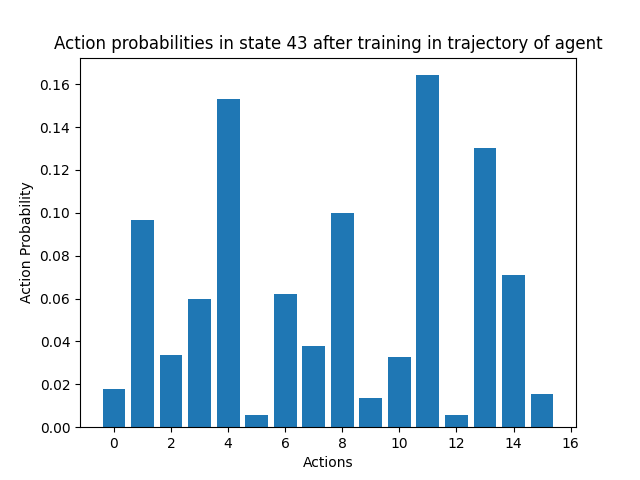 Action probabilities in state 43 after training in trajectory of agent
0.16
0.14
0.12
0.10
0.08
0.06
0.04
0.02
0.00
Action Probability
0 2 4 6 8 10 12 14 16
Actions